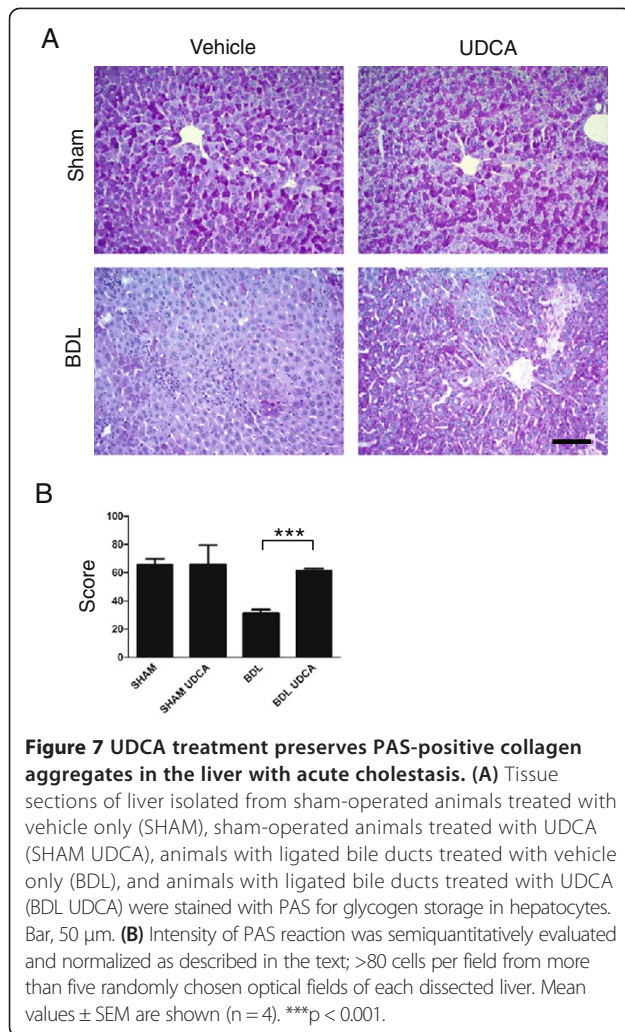 A
Vehicle UDCA
Sham
BDL
B
Score
100
80
60
40
20
0
***
SHAM
SHAM UDCA
BDL
BDL UDCA
Figure 7 UDCA treatment preserves PAS-positive collagen
aggregates in the liver with acute cholestasis. (A) Tissue
sections of liver isolated from sham-operated animals treated with
vehicle only (SHAM), sham-operated animals treated with UDCA
(SHAM UDCA), animals with ligated bile ducts treated with vehicle
only (BDL), and animals with ligated bile ducts treated with UDCA
(BDL UDCA) were stained with PAS for glycogen storage in hepatocytes.
Bar, 50 μm. (B) Intensity of PAS reaction was semiquantitatively evaluated
and normalized as described in the text; >80 cells per field from more
than five randomly chosen optical fields of each dissected liver. Mean
values ± SEM are shown (n = 4). ***p < 0.001.